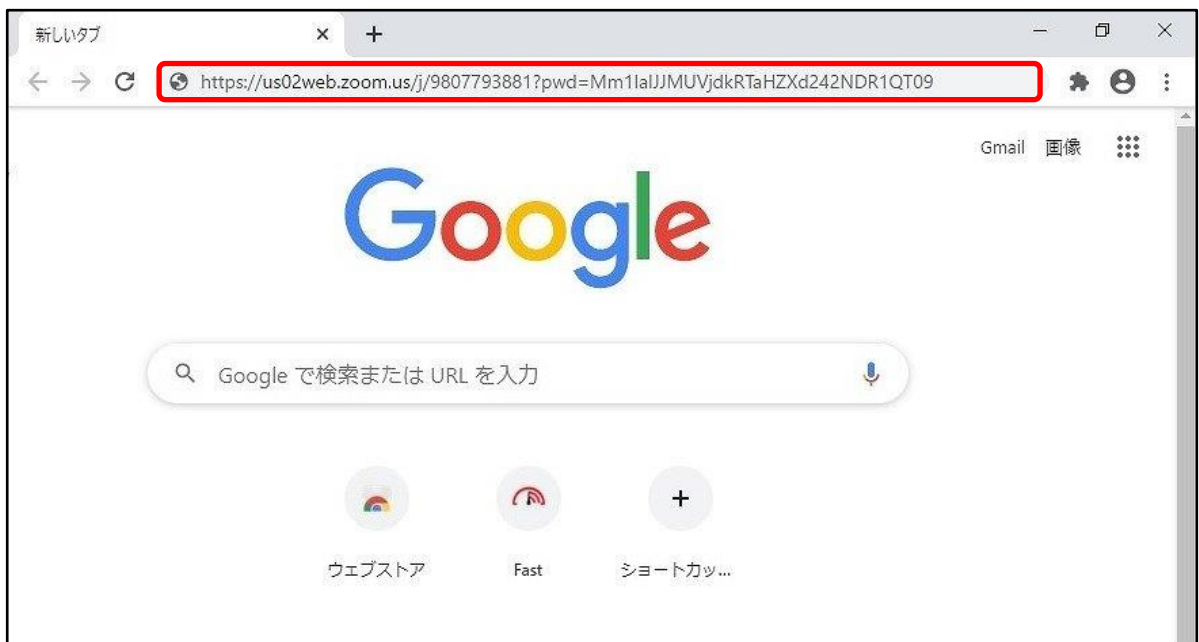 新しいタブ
https://us02web.zoom.us/j/9807793881?pwd=Mm1lalJJMUVjdkRTaHZXd242NDR1QT09
Gmail 画像
Google
Google で検索または URL を入力
ウェブストア Fast ショートカッ...